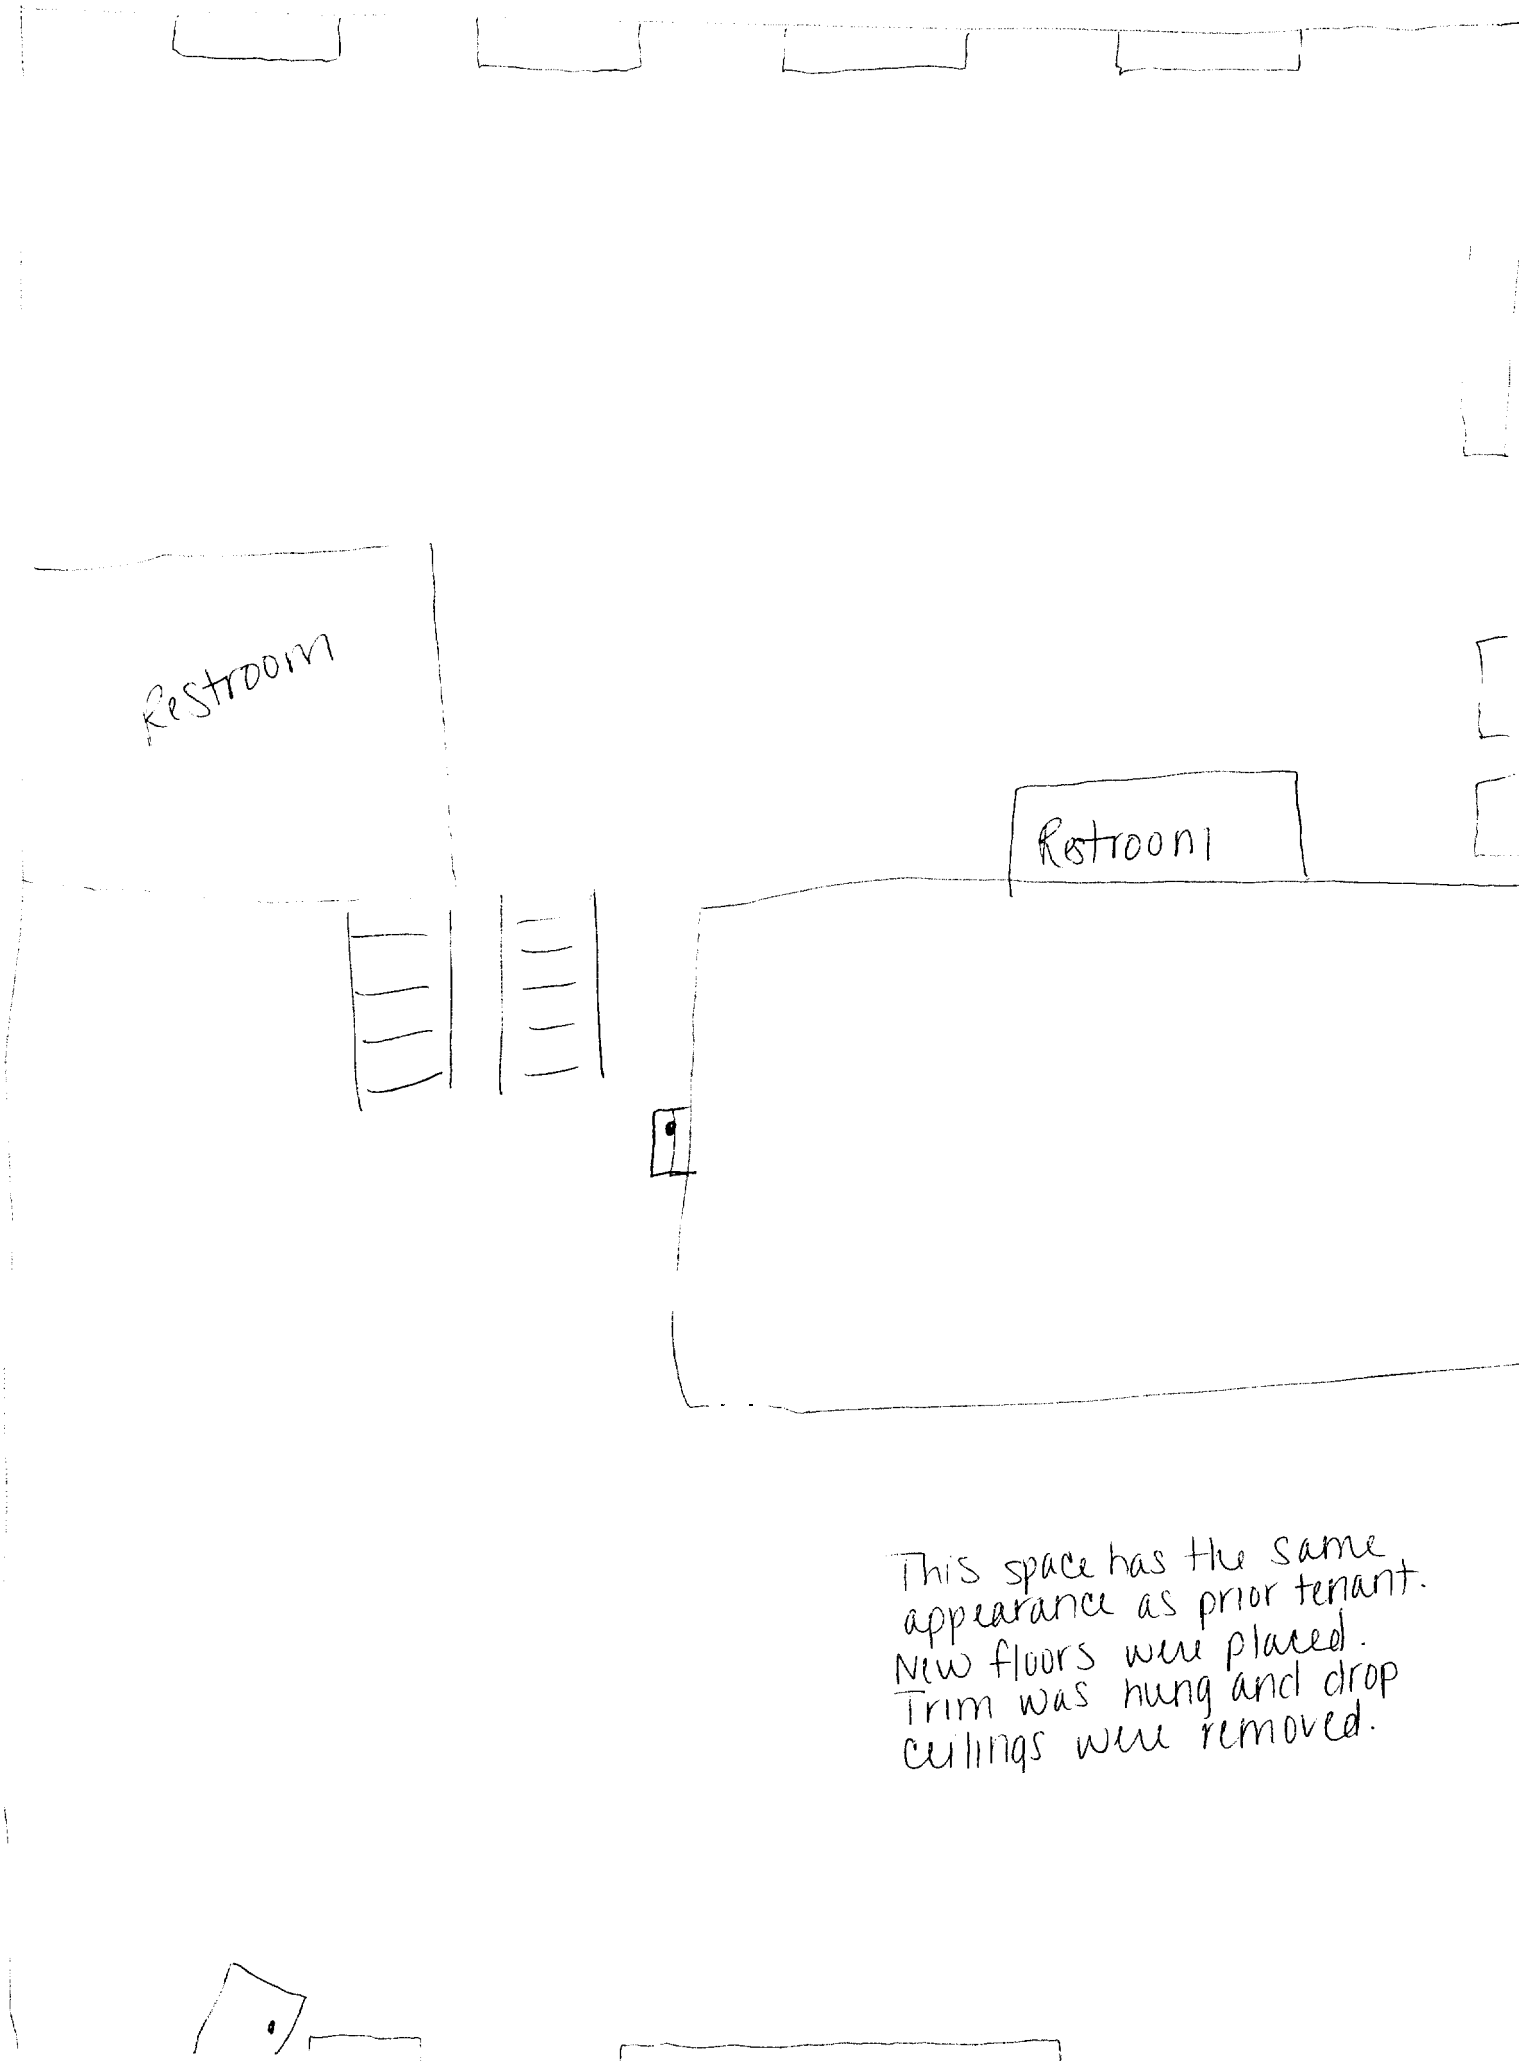 Restroom
Restroom
This space has the same
appearance as prior tenant.
New floors were placed.
Trim was hung and drop
ceilings were removed.